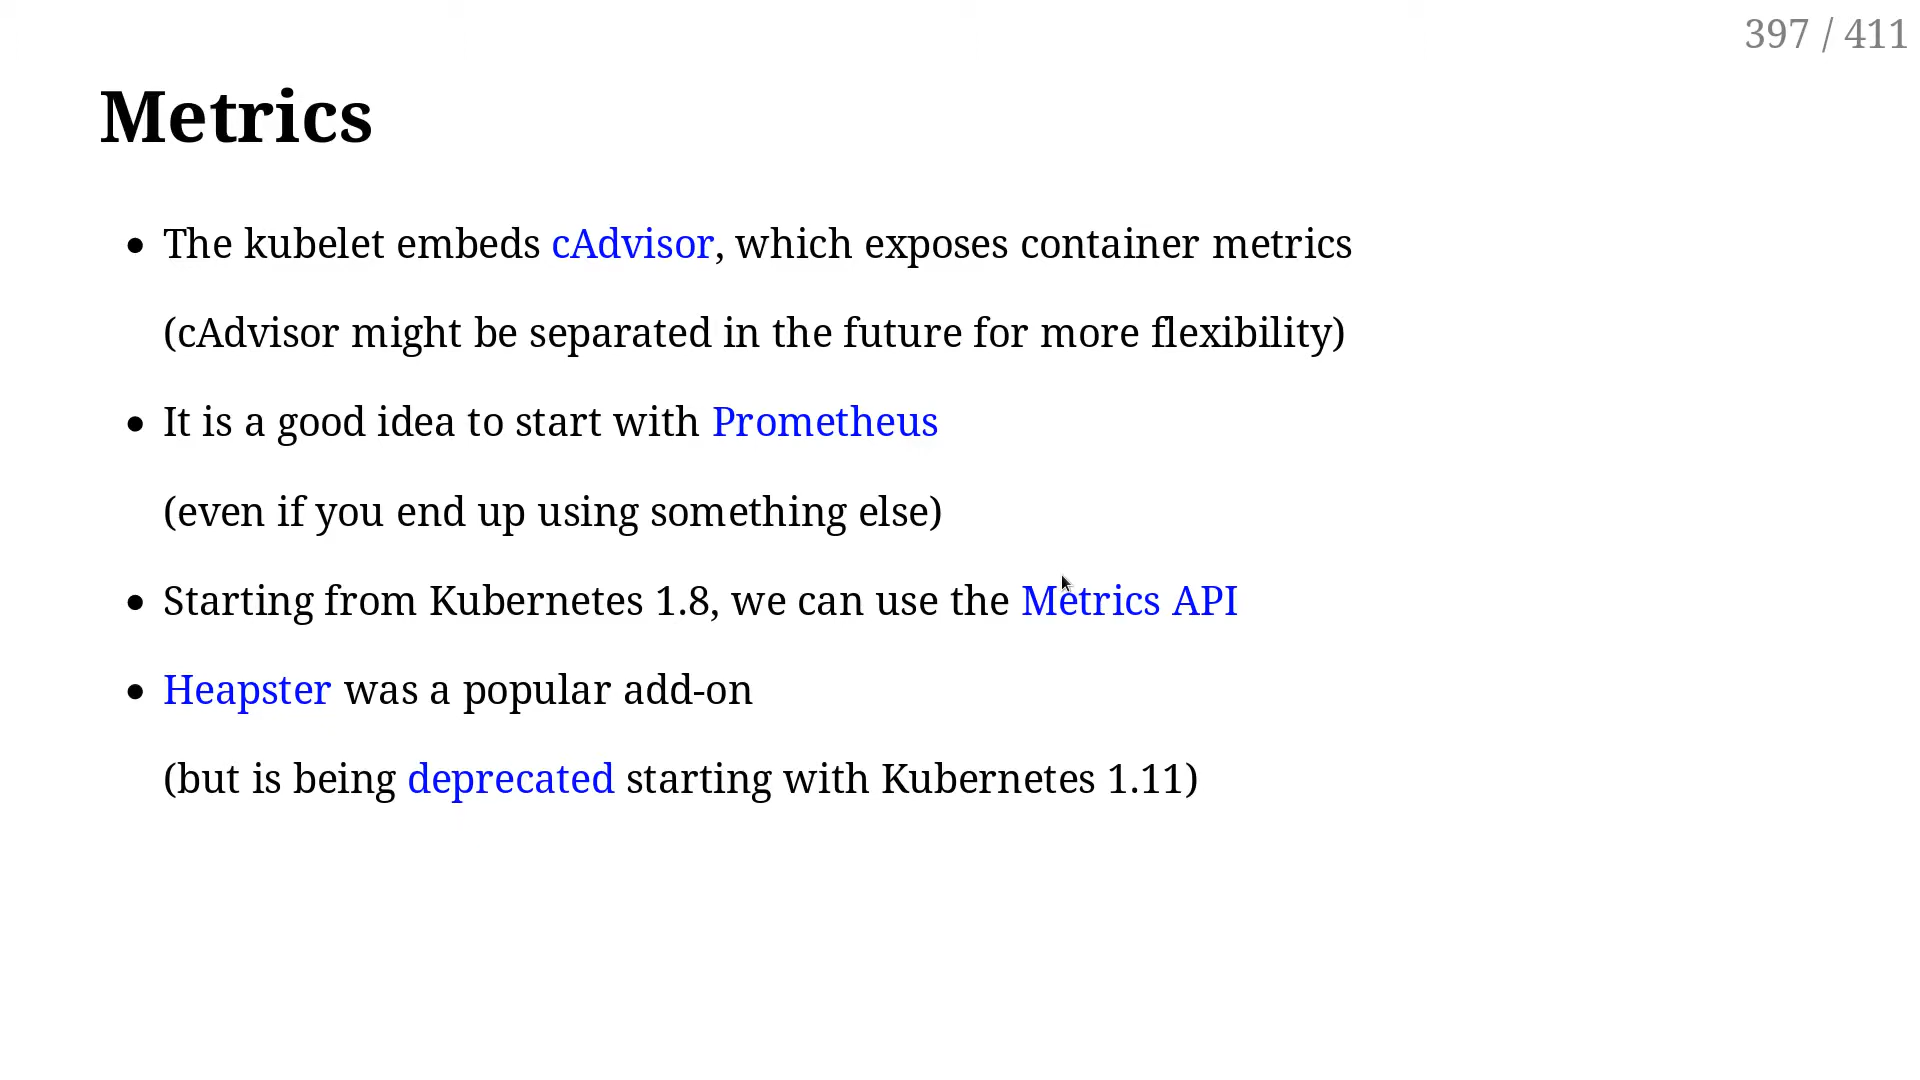 397 / 411
Metrics
• The kubelet embeds cAdvisor, which exposes container metrics
(cAdvisor might be separated in the future for more flexibility)
• It is a good idea to start with Prometheus
(even if you end up using something else)
• Starting from Kubernetes 1.8, we can use the Metrics API
• Heapster was a popular add-on
(but is being deprecated starting with Kubernetes 1.11)